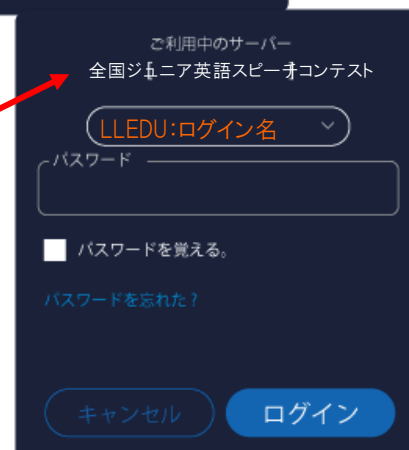 ご利用中のサーバー
全国ジュニア英語スピーチコンテスト
LLEDU:ログイン名
パスワード
パスワードを覚える。
パスワードを忘れた？
キャンセル
ログイン